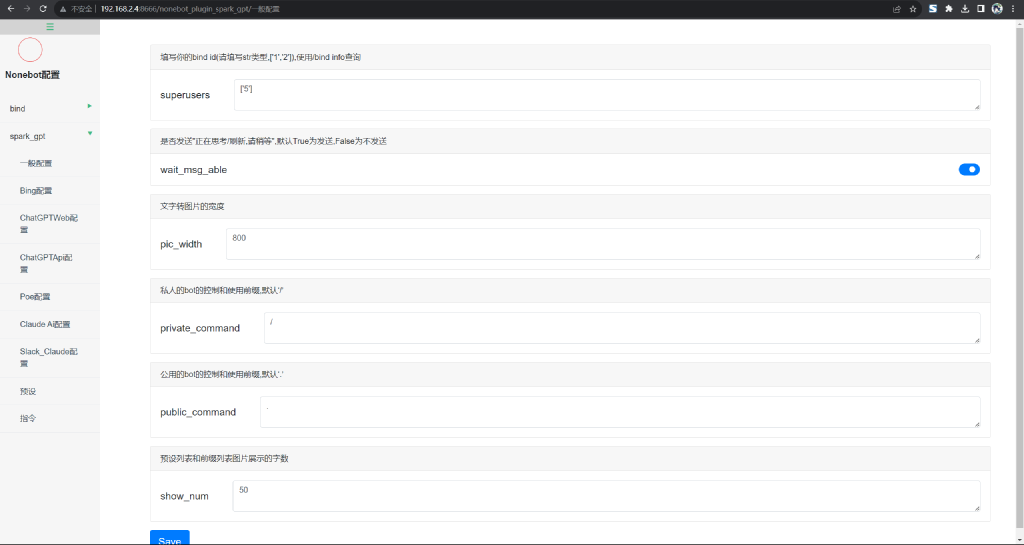 不安全 | 192.168.2.4:8666/nonebot_plugin_spark_gpt/一般配置
Nonebot配置
bind
spark_gpt
一般配置
Bing配置
ChatGPTWeb配
置
ChatGPTApi配
置
Poe配置
Claude Ai配置
Slack_Claude配
置
预设
指令
填写你的bind id(请填写str类型,['1','2']),使用/bind info查询
superusers
['5']
是否发送"正在思考/刷新,请稍等",默认True为发送,False为不发送
wait_msg_able
文字转图片的宽度
pic_width
800
私人的bot的控制和使用前缀,默认'/'
private_command
/
公用的bot的控制和使用前缀,默认'.'
public_command
.
预设列表和前缀列表图片展示的字数
show_num
50
Save